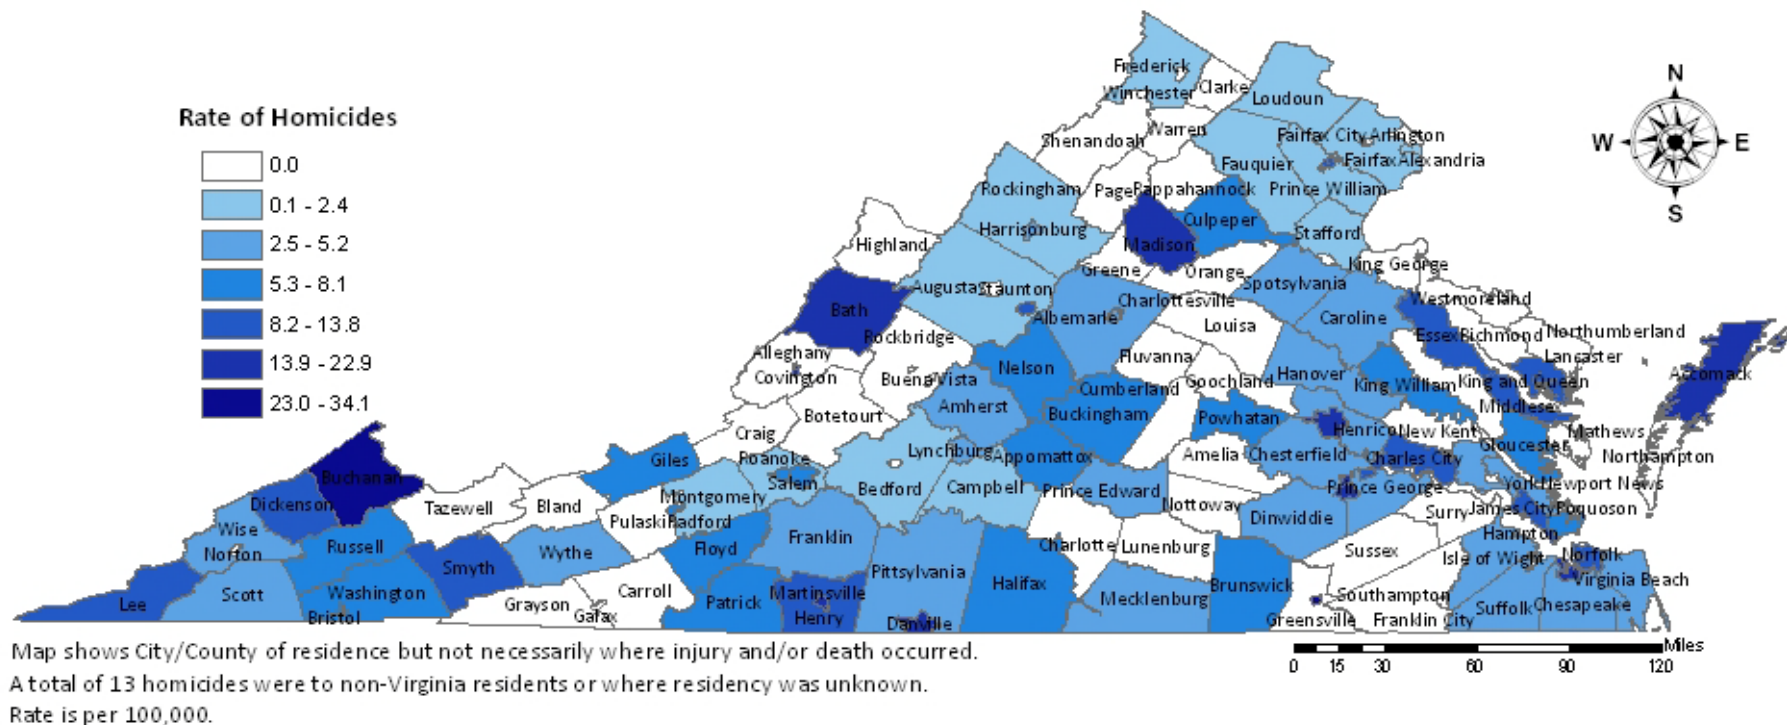 Rate of Homicides
0.0
0.1 - 2.4
2.5 - 5.2
5.3 - 8.1
8.2 - 13.8
13.9 - 22.9
23.0 - 34.1
N
W E
S
Frederick
Winchester
Clarke
Loudoun
Shenandoah
Warren
Fairfax City
Arlington
Fauquier
Fairfax
Alexandria
Rockingham
Page
Rappahannock
Prince William
Harrisonburg
Madison
Culpeper
Stafford
Highland
Greene
Orange
King George
Augusta
Staunton
Spotsylvania
Westmoreland
Bath
Albemarle
Charlottesville
Louisa
Caroline
Essex
Richmond
Northumberland
Rockbridge
Alleghany
Lancaster
Covington
Buena Vista
Nelson
Fluvanna
Hanover
Accomack
Cumberland
Goochland
King William
King and Queen
Botetourt
Amherst
Buckingham
Powhatan
Middlesex
Craig
Henrico
New Kent
Mathews
Giles
Roanoke
Lynchburg
Appomattox
Amelia
Chesterfield
Charles City
Gloucester
Northampton
Buchanan
Salem
Dickenson
Tazewell
Bland
Montgomery
Bedford
Campbell
Prince Edward
Nottoway
Prince George
York
Newport News
Wise
Pulaski
Radford
Surry
James City
Poquoson
Norton
Russell
Wythe
Floyd
Franklin
Charlotte
Lunenburg
Dinwiddie
Sussex
Hampton
Isle of Wight
Norfolk
Lee
Scott
Washington
Smyth
Carroll
Patrick
Martinsville
Pittsylvania
Halifax
Mecklenburg
Brunswick
Southampton
Virginia Beach
Bristol
Grayson
Galax
Henry
Danville
Greensville
Franklin City
Suffolk
Chesapeake
Miles
0 15 30 60 90 120
Map shows City/County of residence but not necessarily where injury and/or death occurred.
A total of 13 homicides were to non-Virginia residents or where residency was unknown.
Rate is per 100,000.